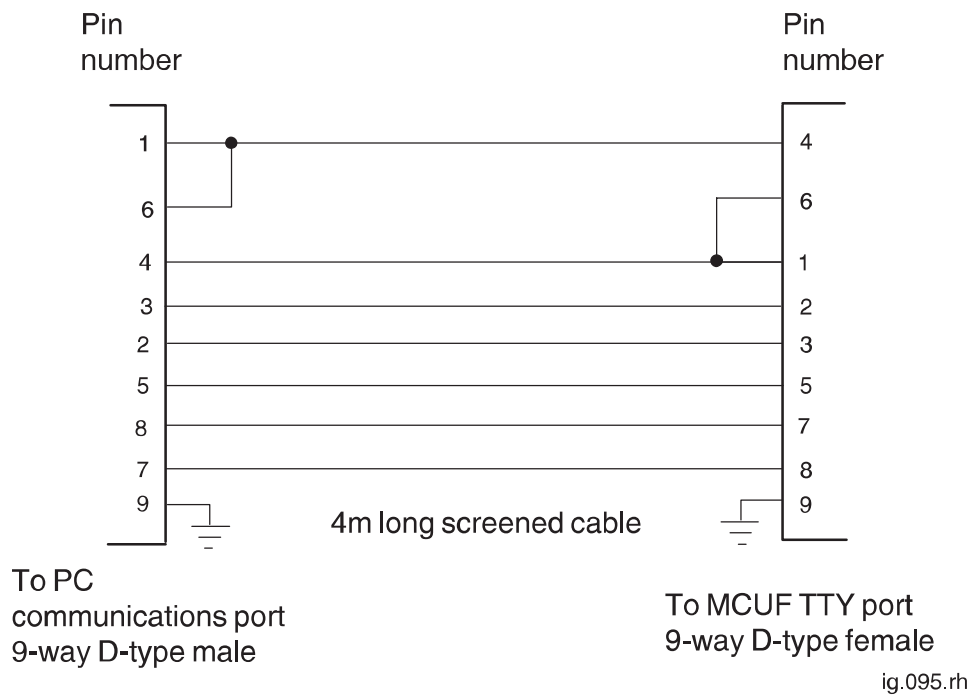 Pin
number
Pin
number
1
4
6
6
4
1
3
2
2
3
5
5
8
7
7
8
9
9
4m long screened cable
To PC
communications port
9-way D-type male
To MCUF TTY port
9-way D-type female
ig.095.rh